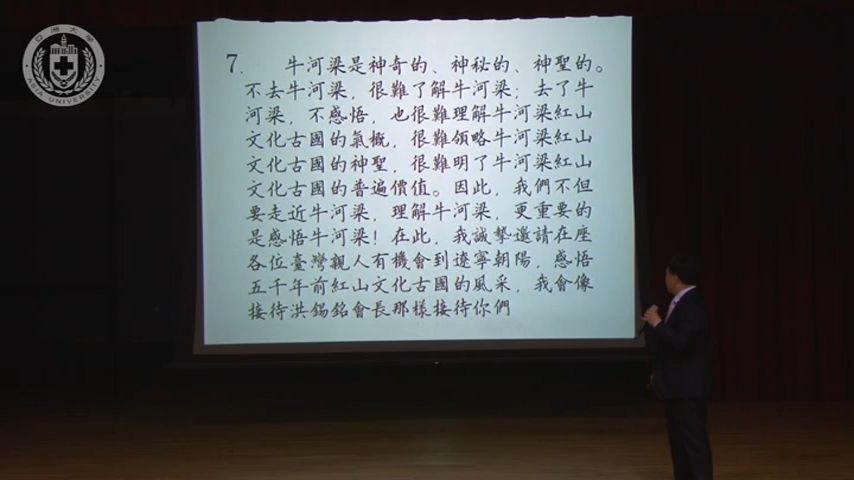 亞洲大學
ASIA UNIVERSITY
7. 牛河梁是神奇的、神秘的、神聖的。
不去牛河梁，很難了解牛河梁；去了牛
河梁，不感悟，也很難理解牛河梁紅山
文化古國的氣概，很難領略牛河梁紅山
文化古國的神聖，很難明了牛河梁紅山
文化古國的普遍價值。因此，我們不但
要走近牛河梁，理解牛河梁，更重要的
是感悟牛河梁！在此，我誠摯邀請在座
各位臺灣親人有機會到遼寧朝陽，感悟
五千年前紅山文化古國的風采，我會像
接待洪錫銘會長那樣接待你們